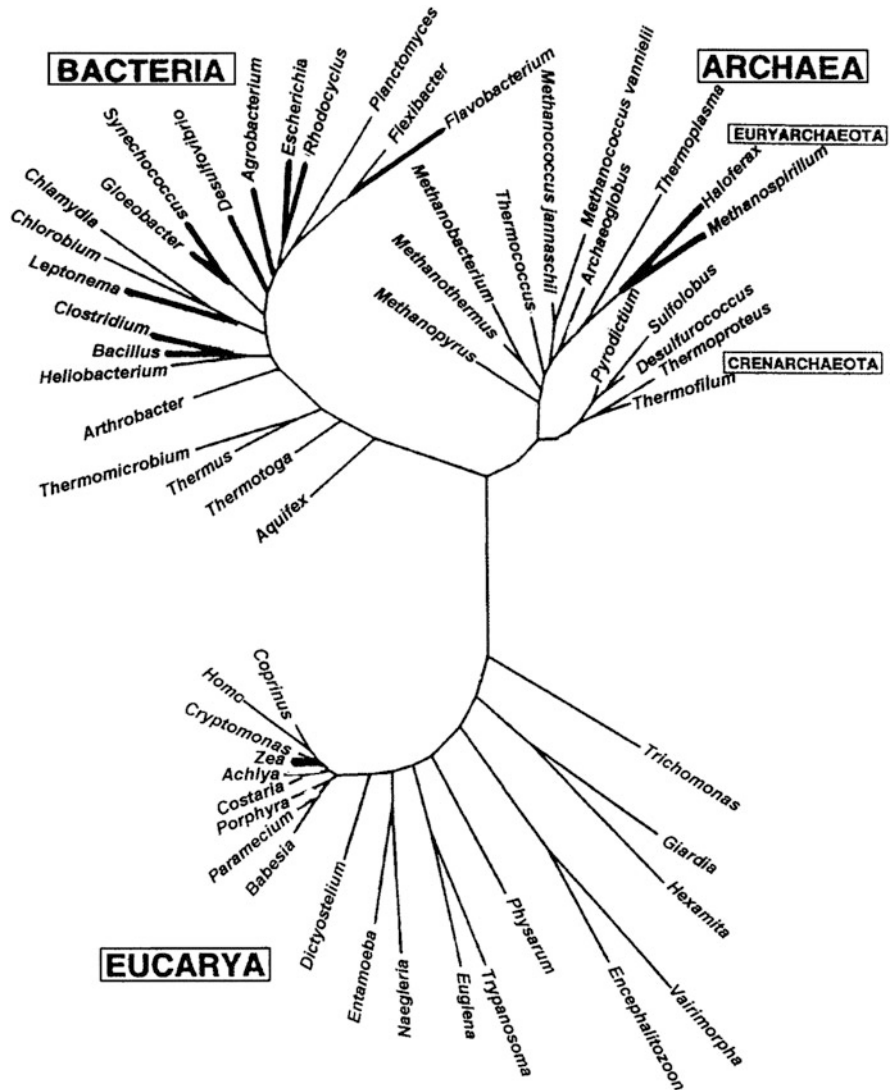 BACTERIA
ARCHAEA
EURYARCHAEOTA
CRENARCHAEOTA
Synechococcus
Desulfovibrio
Agrobacterium
Escherichia
Rhodocyclus
Planctomyces
Flexibacter
Flavobacterium
Chlamydia
Gloeobacter
Chlorobium
Leptonema
Clostridium
Bacillus
Heliobacterium
Arthrobacter
Thermomicrobium
Thermus
Thermotoga
Aquifex
Methanopyrus
Methanothermus
Methanobacterium
Thermococcus
Methanococcus jannaschii
Methanococcus vannielii
Archaeoglobus
Thermoplasma
Haloferax
Methanospirillum
Pyrodictium
Sulfolobus
Desulfurococcus
Thermoproteus
Thermofilum
Coprinus
Homo
Cryptomonas
Zea
Achlya
Costaria
Porphyra
Paramecium
Babesia
Dictyostelium
Entamoeba
Naegleria
Euglena
Trypanosoma
Physarum
Encephalitozoon
Vairimorpha
Hexamita
Giardia
Trichomonas
EUCARYA